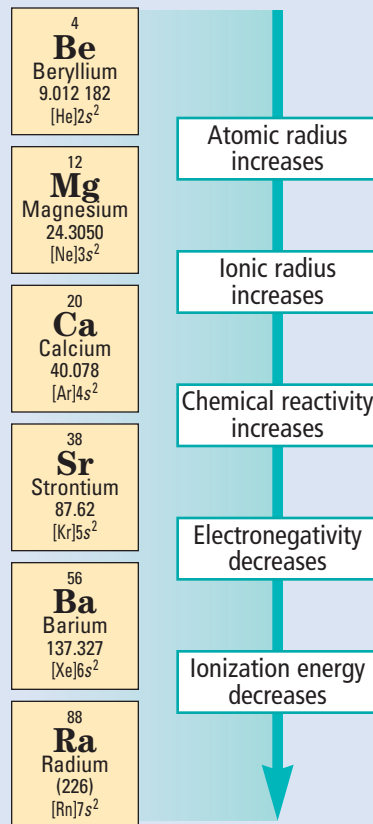 4
Be
Beryllium
9.012 182
[He]2s²
12
Mg
Magnesium
24.3050
[Ne]3s²
20
Ca
Calcium
40.078
[Ar]4s²
38
Sr
Strontium
87.62
[Kr]5s²
56
Ba
Barium
137.327
[Xe]6s²
88
Ra
Radium
(226)
[Rn]7s²
Atomic radius
increases
Ionic radius
increases
Chemical reactivity
increases
Electronegativity
decreases
Ionization energy
decreases